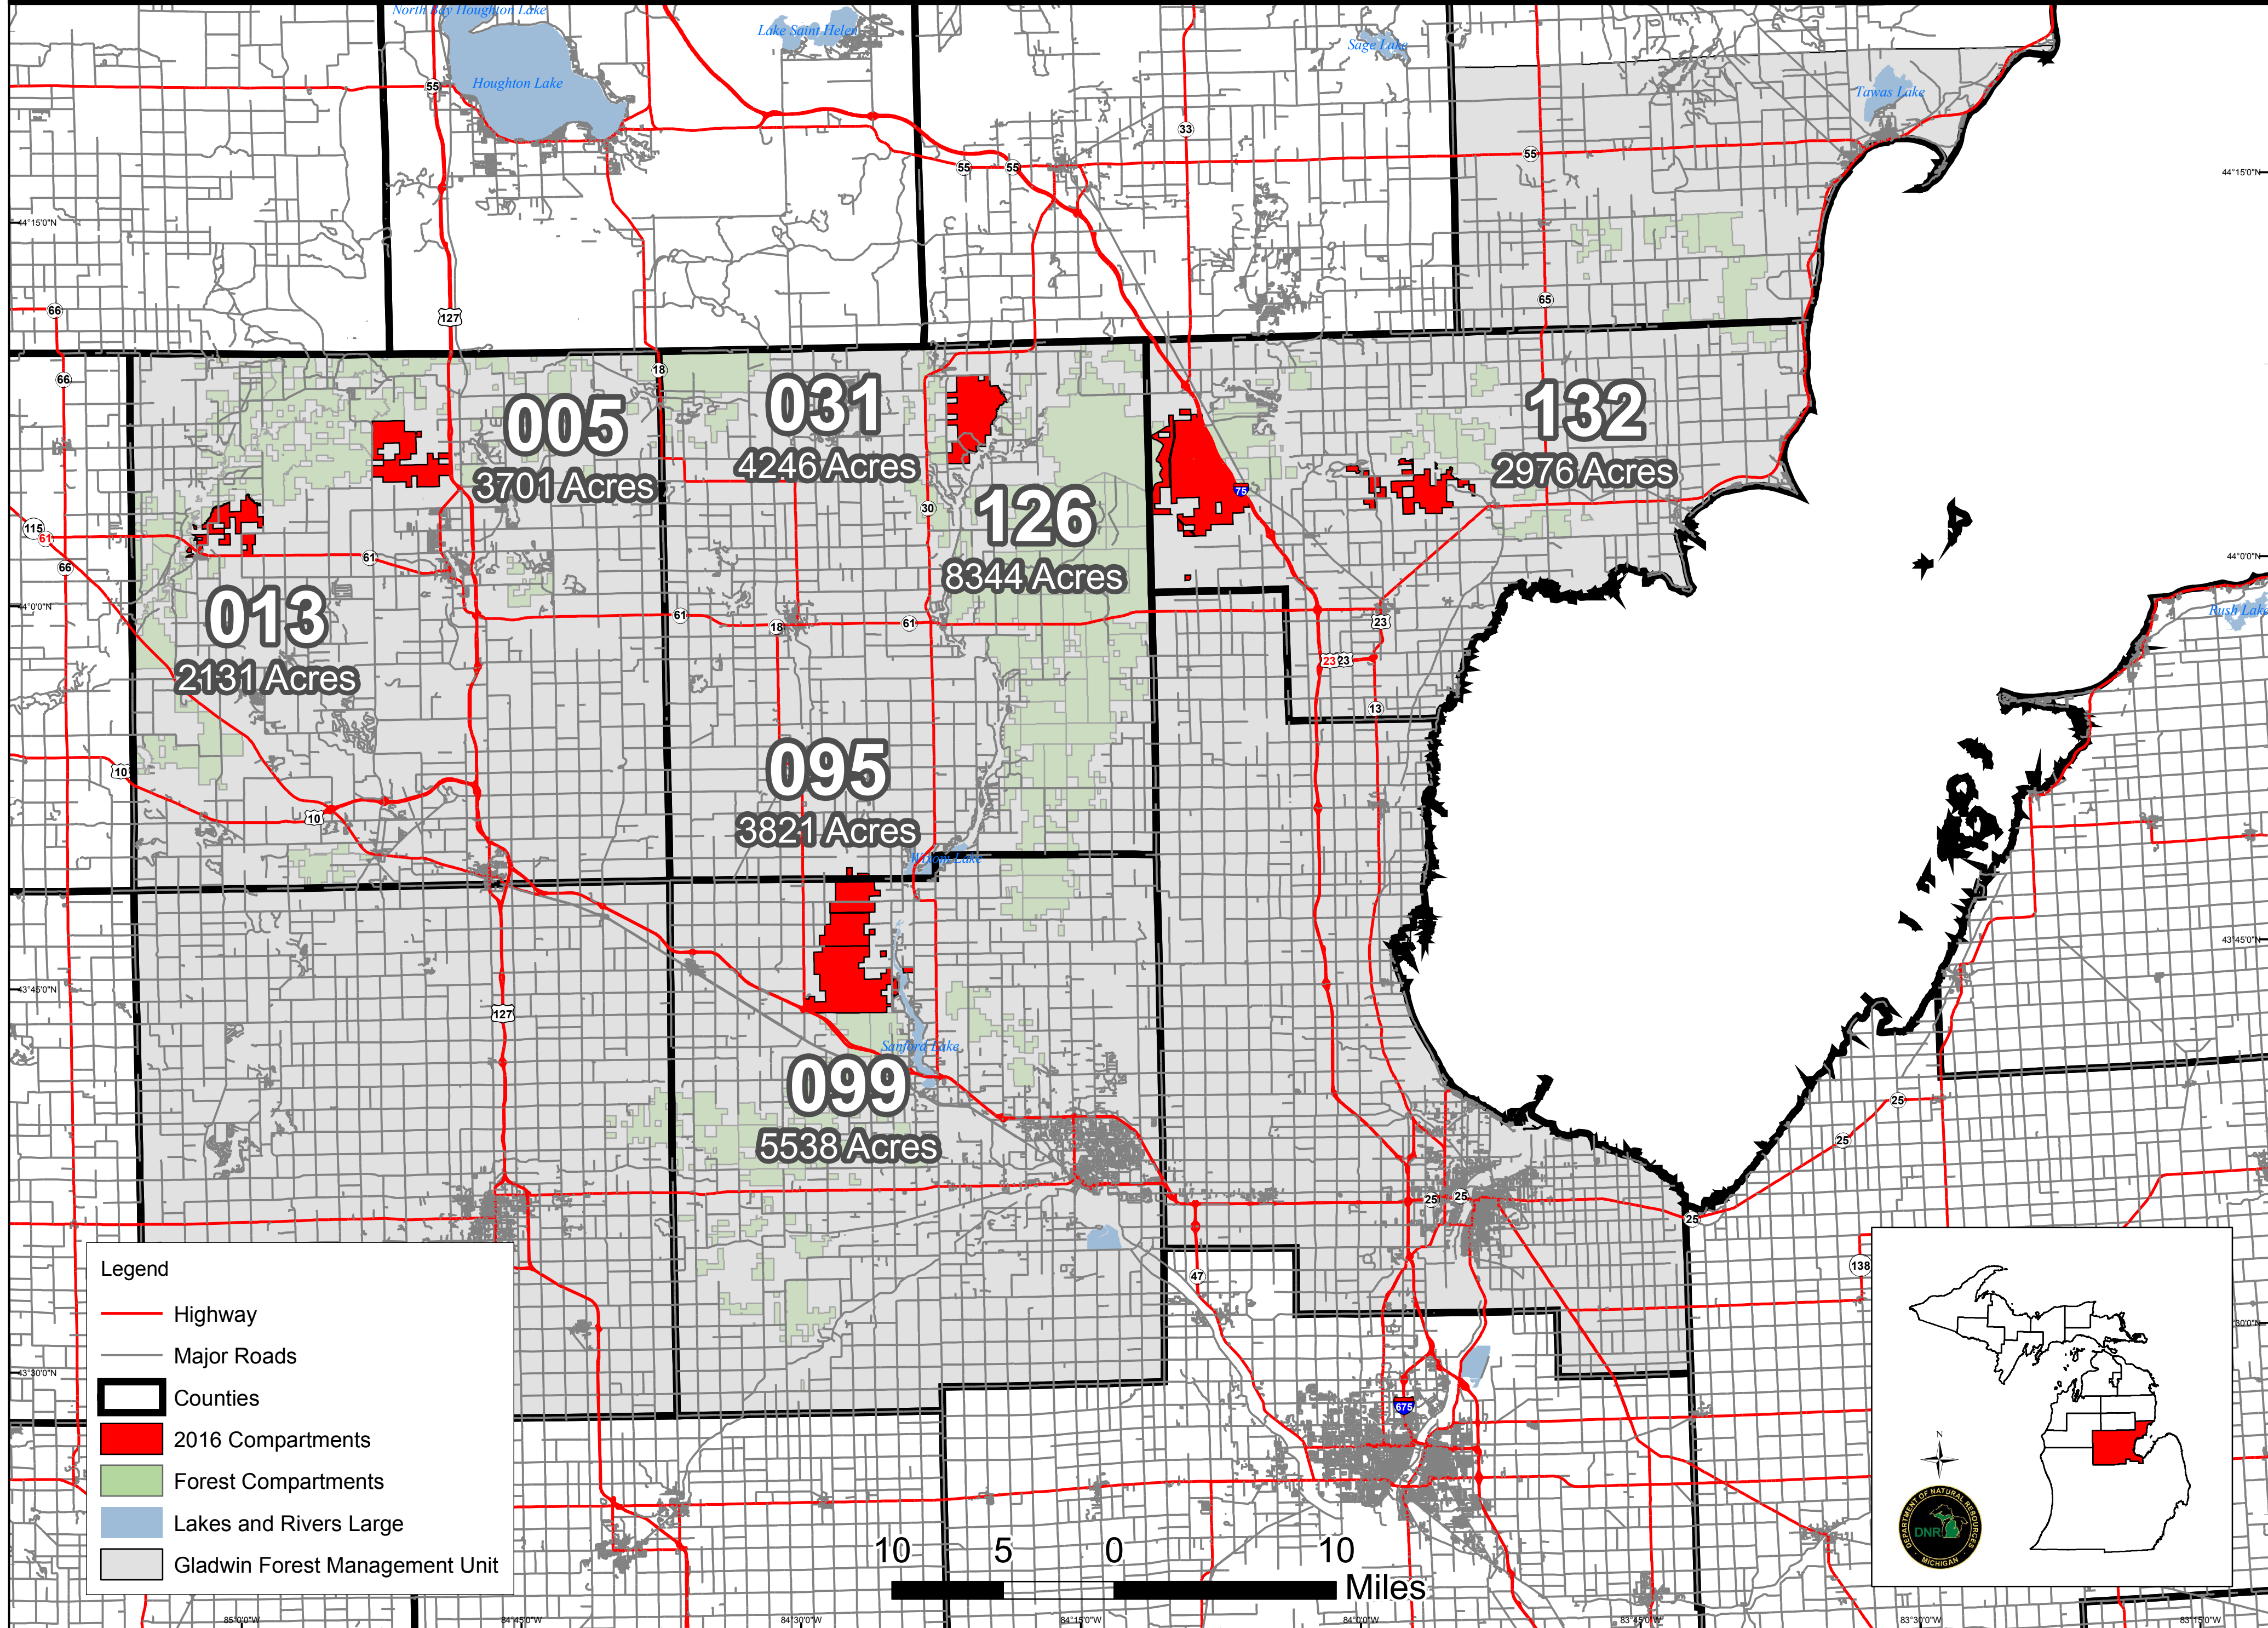 North Bay Houghton Lake
Lake Saint Helen
Sage Lake
Houghton Lake
Tawas Lake
55
33
55
55
55
44°15'0"N
44°15'0"N
66
127
65
18
66
005
3701 Acres
031
4246 Acres
132
2976 Acres
75
30
126
8344 Acres
115
61
66
61
44°0'0"N
44°0'0"N
013
2131 Acres
61
18
61
23
23
23
13
Rush Lake
10
10
095
3821 Acres
Wixom Lake
43°45'0"N
43°45'0"N
127
Sanford Lake
099
5538 Acres
25
25
25
25
25
47
138
30'0"N
43°30'0"N
675
Legend
Highway
Major Roads
Counties
2016 Compartments
Forest Compartments
Lakes and Rivers Large
Gladwin Forest Management Unit
10 5 0 10
Miles
N
DEPARTMENT OF NATURAL RESOURCES
DNR
MICHIGAN
85°0'0"W
84°45'0"W
84°30'0"W
84°15'0"W
84°0'0"W
83°45'0"W
83°30'0"W
83°15'0"W